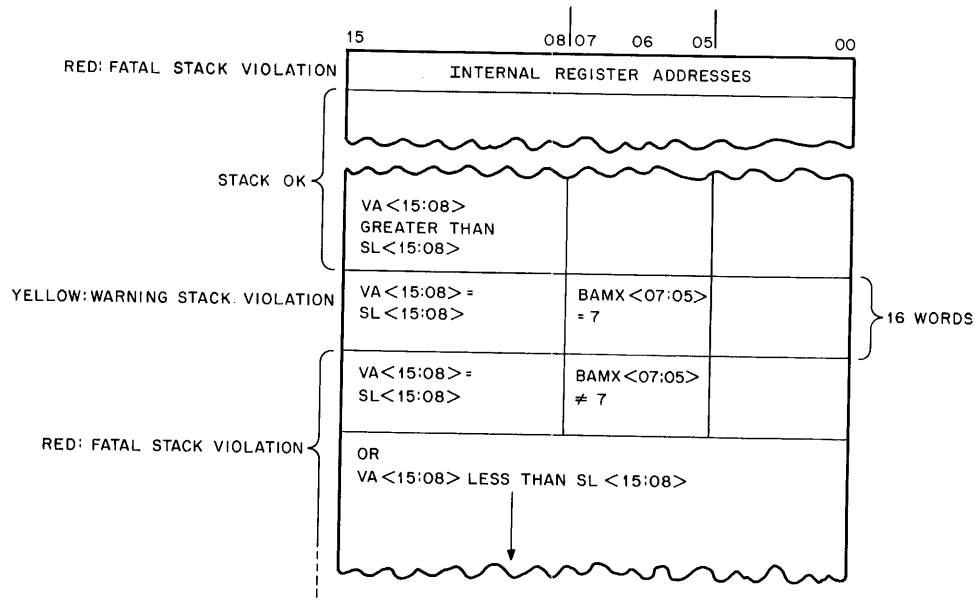 15 08 07 06 05 00
RED: FATAL STACK VIOLATION
INTERNAL REGISTER ADDRESSES
STACK OK
VA<15:08>
GREATER THAN
SL<15:08>
YELLOW: WARNING STACK VIOLATION
VA<15:08> =
SL<15:08>
BAMX<07:05>
= 7
16 WORDS
VA<15:08> =
SL<15:08>
BAMX<07:05>
≠ 7
RED: FATAL STACK VIOLATION
OR
VA<15:08> LESS THAN SL <15:08>